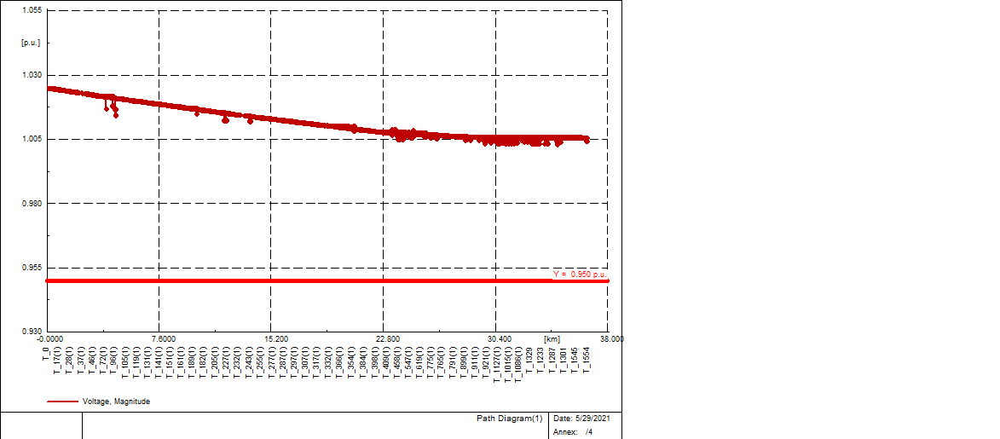 1.055
[p.u.]
1.030
1.005
0.980
0.955
Y = 0.950 p.u.
0.930
-0.0000 7.6000 15.200 22.800 30.400 [km] 38.000
T_0
T_17(1)
T_28(1)
T_37(1)
T_46(1)
T_72(1)
T_96(1)
T_105(1)
T_119(1)
T_131(1)
T_141(1)
T_151(1)
T_161(1)
T_189(1)
T_182(1)
T_205(1)
T_227(1)
T_232(1)
T_243(1)
T_255(1)
T_277(1)
T_287(1)
T_297(1)
T_307(1)
T_317(1)
T_332(1)
T_366(1)
T_354(1)
T_384(1)
T_398(1)
T_409(1)
T_458(1)
T_547(1)
T_619(1)
T_775(1)
T_765(1)
T_791(1)
T_899(1)
T_911(1)
T_921(1)
T_1127(1)
T_1015(1)
T_1086(1)
T_1329
T_1233
T_1287
T_1301
T_1545
T_1554
Voltage, Magnitude
Path Diagram(1)
Date: 5/29/2021
Annex: /4